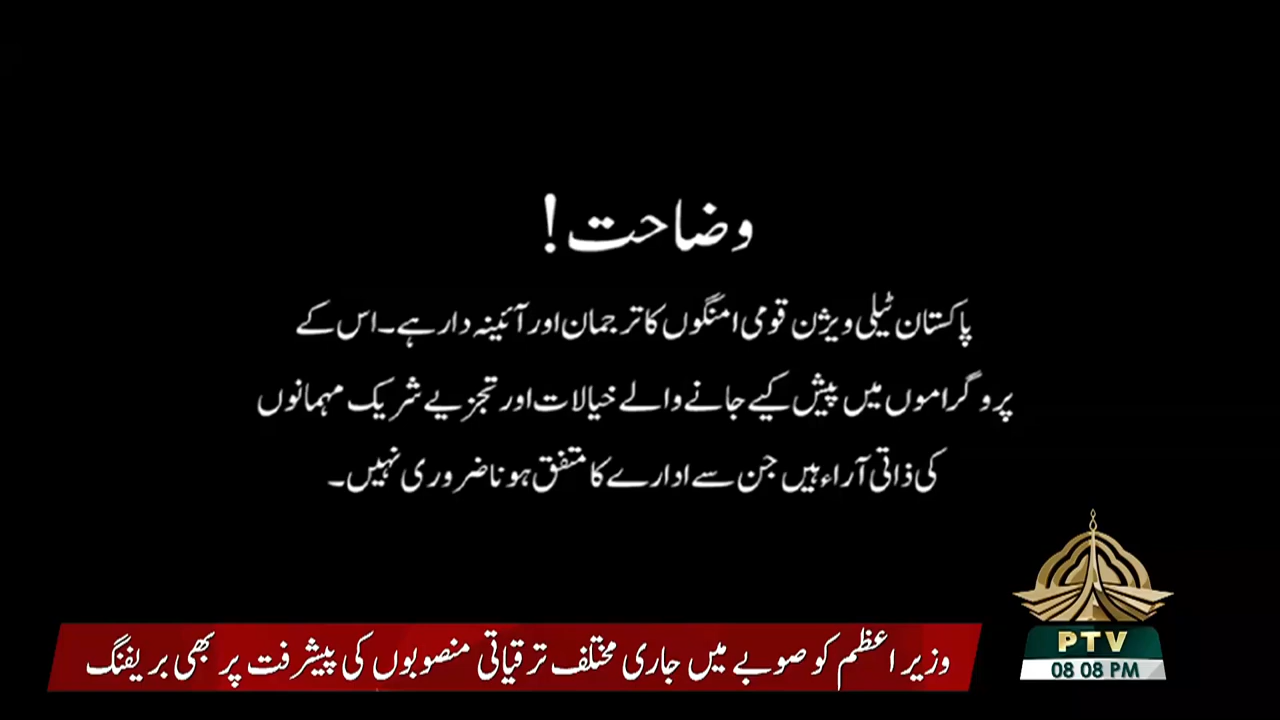 وضاحت!
پاکستان ٹیلی ویژن قومی امنگوں کا ترجمان اور آئینہ دار ہے۔ اس کے
پروگراموں میں پیش کیے جانے والے خیالات اور تجزیے شریک مہمانوں
کی ذاتی آراء ہیں جن سے ادارے کا متفق ہونا ضروری نہیں۔
وزیر اعظم کو صوبے میں جاری مختلف ترقیاتی منصوبوں کی پیشرفت پر بھی بریفنگ
PTV
08 08 PM